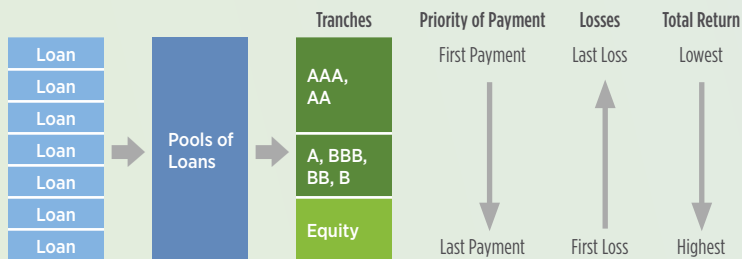 Tranches Priority of Payment Losses Total Return
Loan
Loan
Loan
Loan
Loan
Loan
Loan
Pools of
Loans
AAA,
AA
A, BBB,
BB, B
Equity
First Payment Last Loss Lowest
Last Payment First Loss Highest